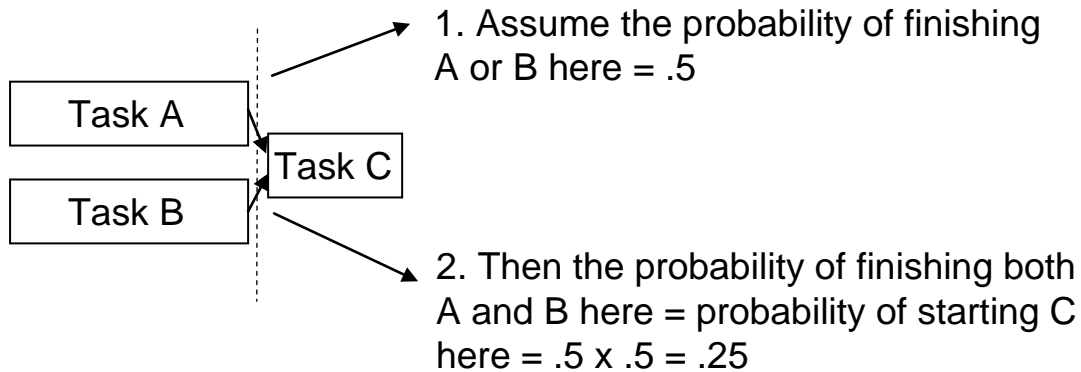 1. Assume the probability of finishing
A or B here = .5
Task A
Task C
Task B
2. Then the probability of finishing both
A and B here = probability of starting C
here = .5 x .5 = .25